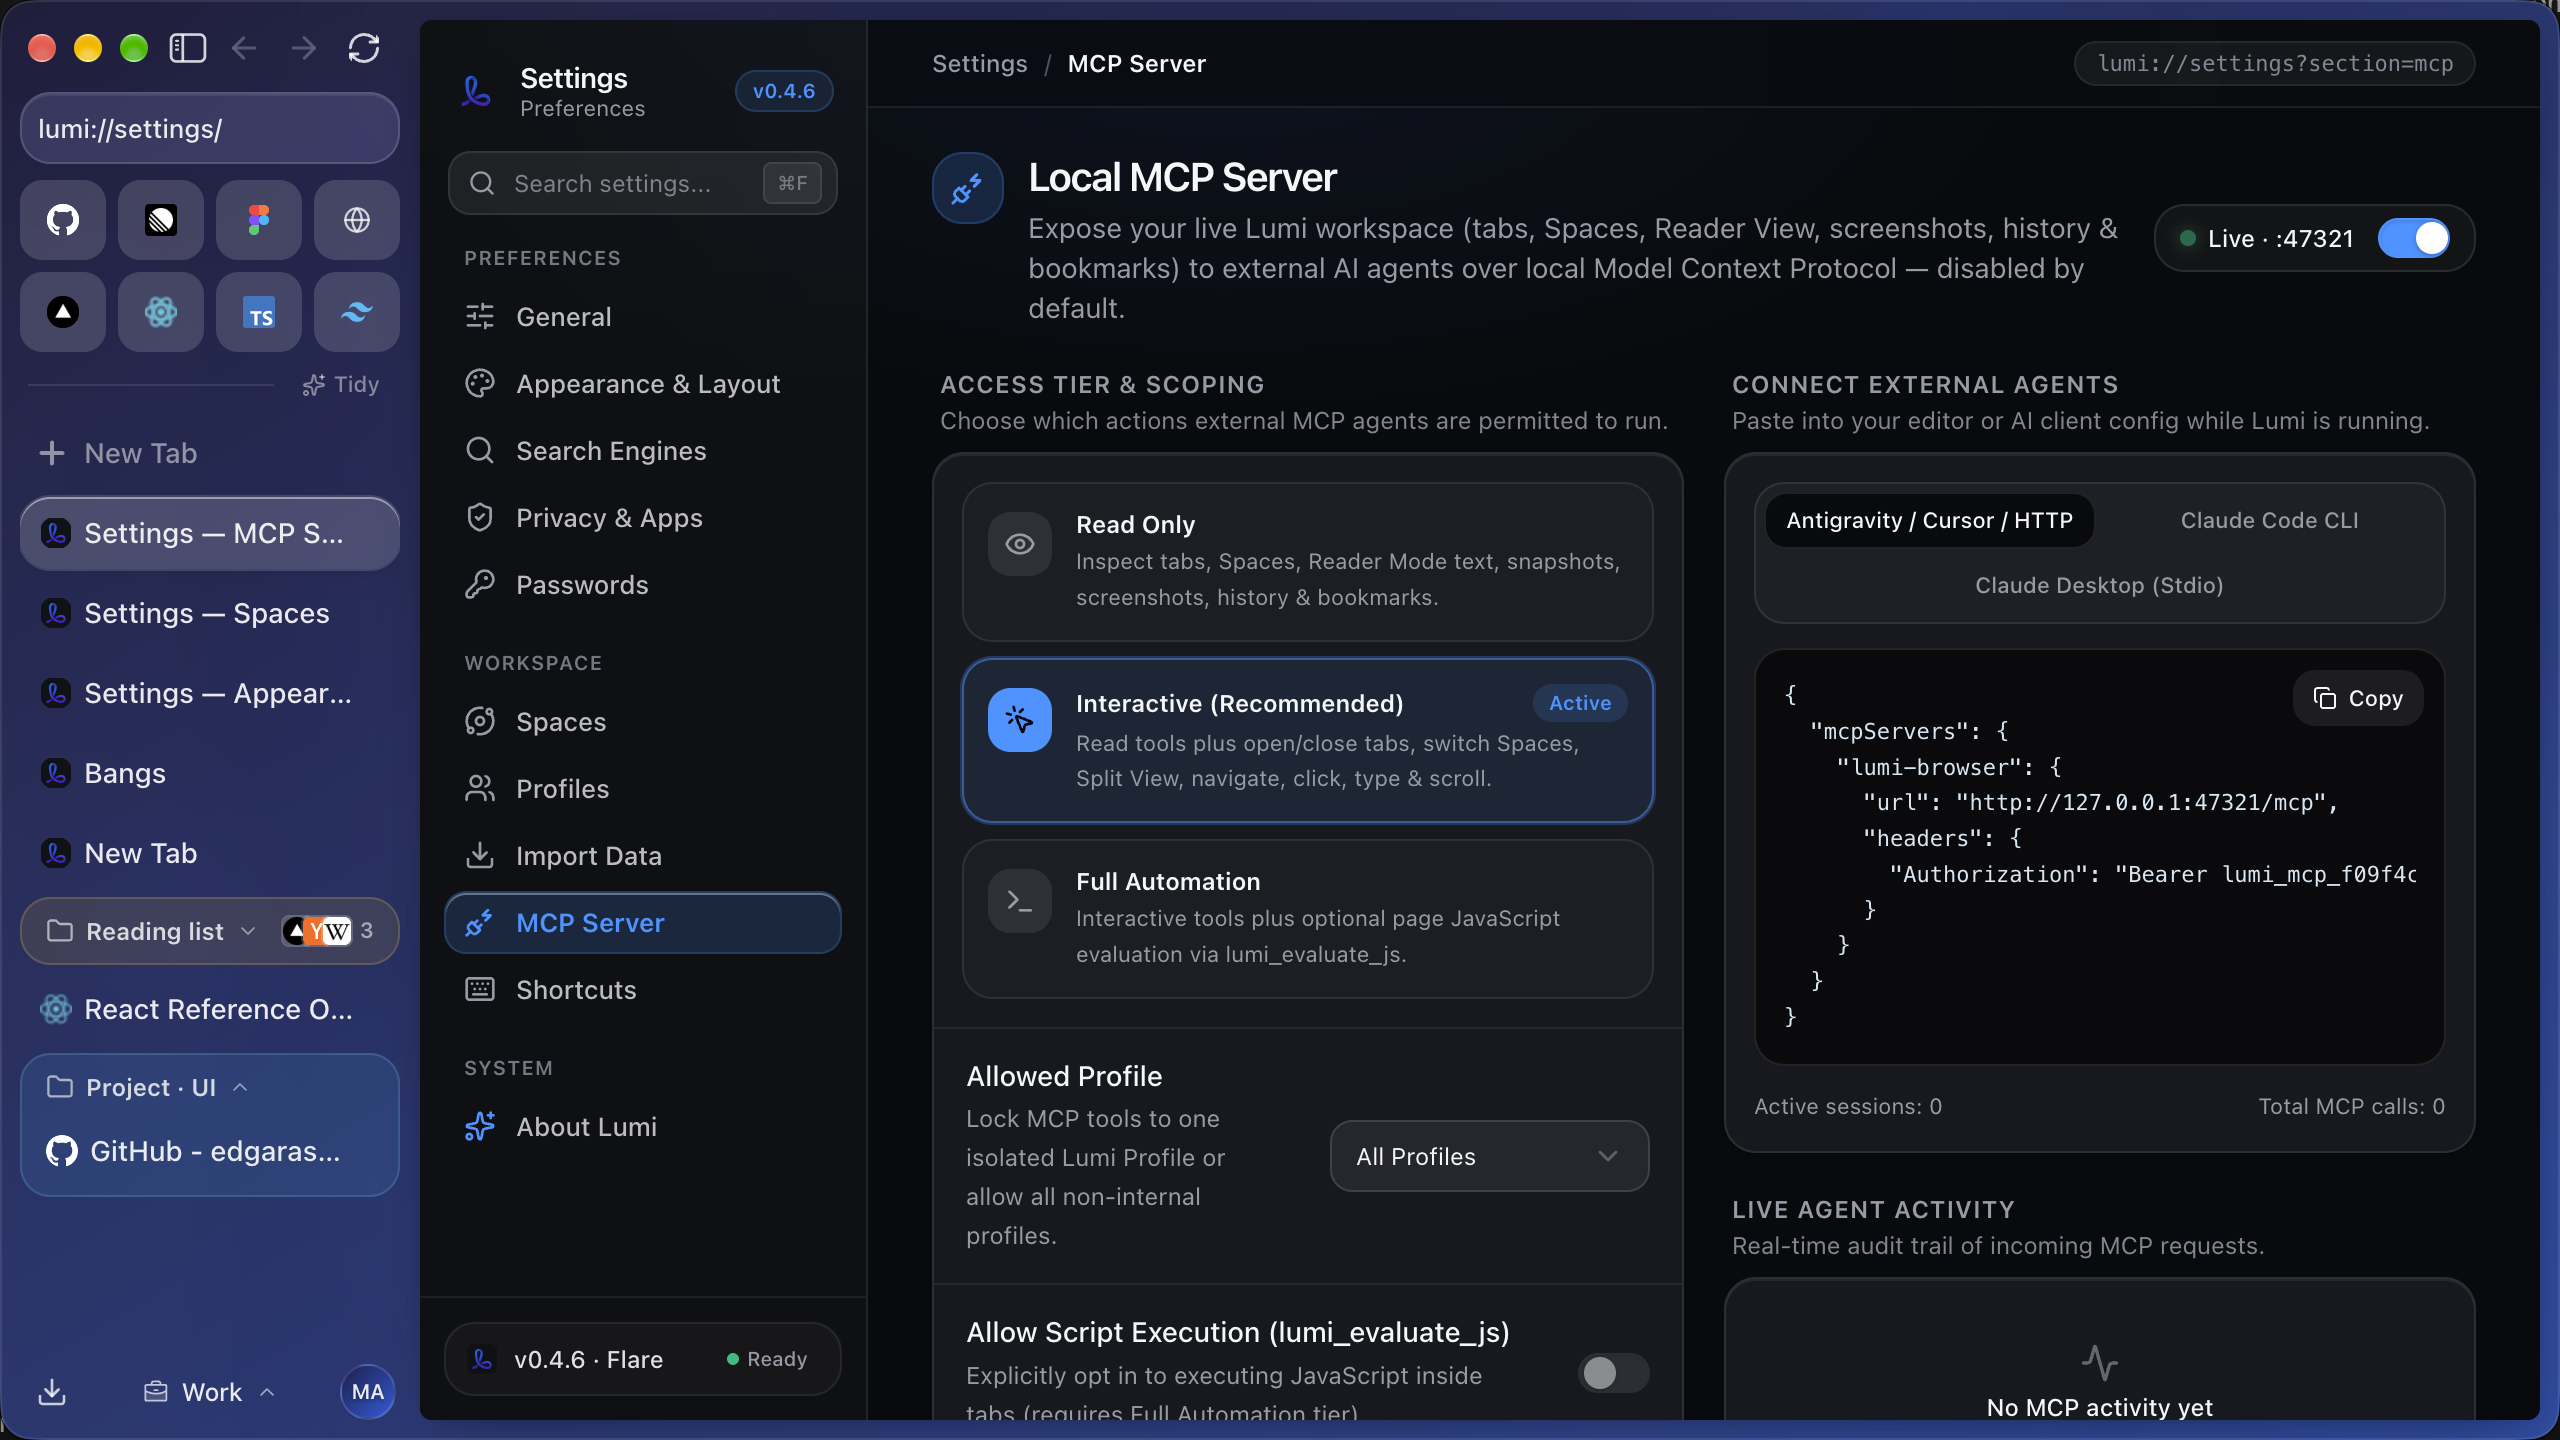 lumi://settings/
Tidy
New Tab
Settings — MCP S...
Settings — Spaces
Settings — Appear...
Bangs
New Tab
Reading list
Y W 3
React Reference O...
Project · UI
GitHub - edgaras...
Work
MA
TS
Settings
Preferences
v0.4.6
Search settings...
⌘F
PREFERENCES
General
Appearance & Layout
Search Engines
Privacy & Apps
Passwords
WORKSPACE
Spaces
Profiles
Import Data
MCP Server
Shortcuts
SYSTEM
About Lumi
v0.4.6 · Flare
Ready
Settings / MCP Server
lumi://settings?section=mcp
Local MCP Server
Expose your live Lumi workspace (tabs, Spaces, Reader View, screenshots, history &
bookmarks) to external AI agents over local Model Context Protocol — disabled by
default.
Live · :47321
ACCESS TIER & SCOPING
Choose which actions external MCP agents are permitted to run.
Read Only
Inspect tabs, Spaces, Reader Mode text, snapshots,
screenshots, history & bookmarks.
Interactive (Recommended)
Active
Read tools plus open/close tabs, switch Spaces,
Split View, navigate, click, type & scroll.
Full Automation
Interactive tools plus optional page JavaScript
evaluation via lumi_evaluate_js.
Allowed Profile
Lock MCP tools to one
isolated Lumi Profile or
allow all non-internal
profiles.
All Profiles
Allow Script Execution (lumi_evaluate_js)
Explicitly opt in to executing JavaScript inside
tabs (requires Full Automation tier)
CONNECT EXTERNAL AGENTS
Paste into your editor or AI client config while Lumi is running.
Antigravity / Cursor / HTTP
Claude Code CLI
Claude Desktop (Stdio)
Copy
{
"mcpServers": {
"lumi-browser": {
"url": "http://127.0.0.1:47321/mcp",
"headers": {
"Authorization": "Bearer lumi_mcp_f09f4c
}
}
}
}
Active sessions: 0
Total MCP calls: 0
LIVE AGENT ACTIVITY
Real-time audit trail of incoming MCP requests.
No MCP activity yet